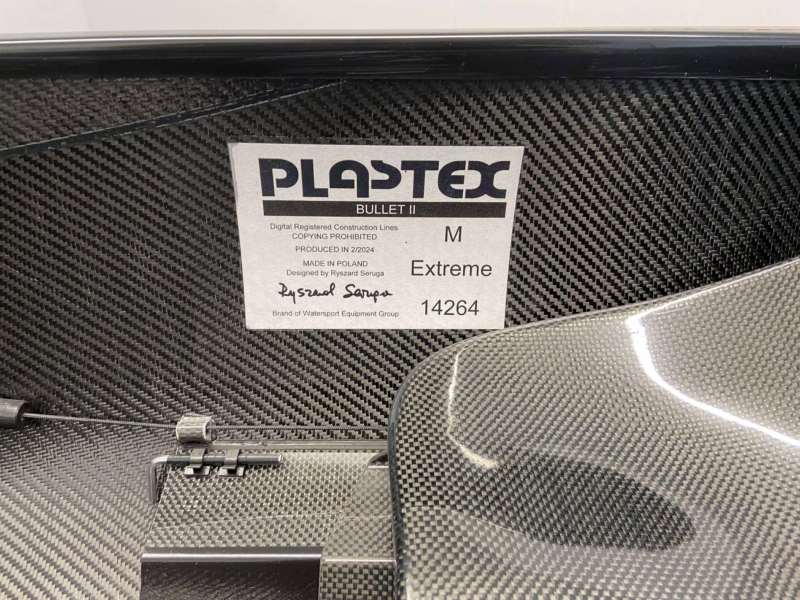 PLASTEX
BULLET II
Digital Registered Construction Lines
COPYING PROHIBITED
PRODUCED IN 2/2024
MADE IN POLAND
Designed by Ryszard Seruga
Ryszard Seruga
Brand of Watersport Equipment Group
M
Extreme
14264